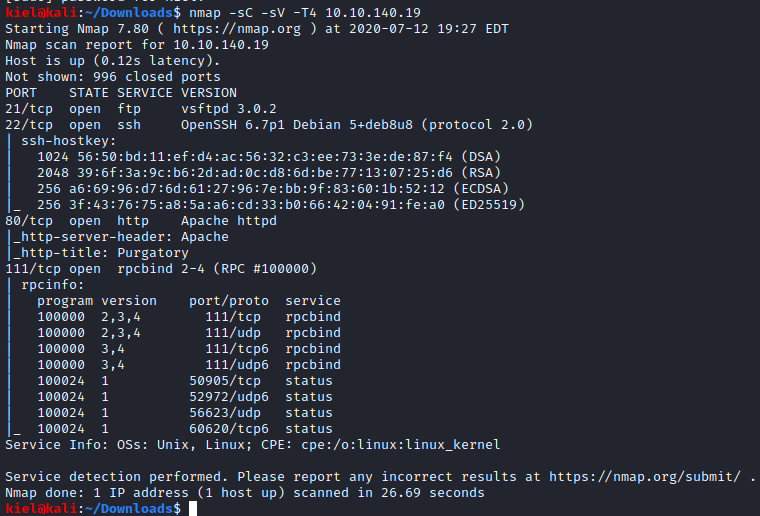 kiel@kali:~/Downloads$ nmap -sC -sV -T4 10.10.140.19
Starting Nmap 7.80 ( https://nmap.org ) at 2020-07-12 19:27 EDT
Nmap scan report for 10.10.140.19
Host is up (0.12s latency).
Not shown: 996 closed ports
PORT    STATE SERVICE VERSION
21/tcp  open  ftp     vsftpd 3.0.2
22/tcp  open  ssh     OpenSSH 6.7p1 Debian 5+deb8u8 (protocol 2.0)
| ssh-hostkey:
|   1024 56:50:bd:11:ef:d4:ac:56:32:c3:ee:73:3e:de:87:f4 (DSA)
|   2048 39:6f:3a:9c:b6:2d:ad:0c:d8:6d:be:77:13:07:25:d6 (RSA)
|   256 a6:69:96:d7:6d:61:27:96:7e:bb:9f:83:60:1b:52:12 (ECDSA)
|_  256 3f:43:76:75:a8:5a:a6:cd:33:b0:66:42:04:91:fe:a0 (ED25519)
80/tcp  open  http    Apache httpd
|_http-server-header: Apache
|_http-title: Purgatory
111/tcp open  rpcbind 2-4 (RPC #100000)
| rpcinfo:
|   program version    port/proto  service
|   100000  2,3,4        111/tcp   rpcbind
|   100000  2,3,4        111/udp   rpcbind
|   100000  3,4          111/tcp6  rpcbind
|   100000  3,4          111/udp6  rpcbind
|   100024  1          50905/tcp   status
|   100024  1          52972/udp6  status
|   100024  1          56623/udp   status
|_  100024  1          60620/tcp6  status
Service Info: OSs: Unix, Linux; CPE: cpe:/o:linux:linux_kernel
Service detection performed. Please report any incorrect results at https://nmap.org/submit/ .
Nmap done: 1 IP address (1 host up) scanned in 26.69 seconds
kiel@kali:~/Downloads$